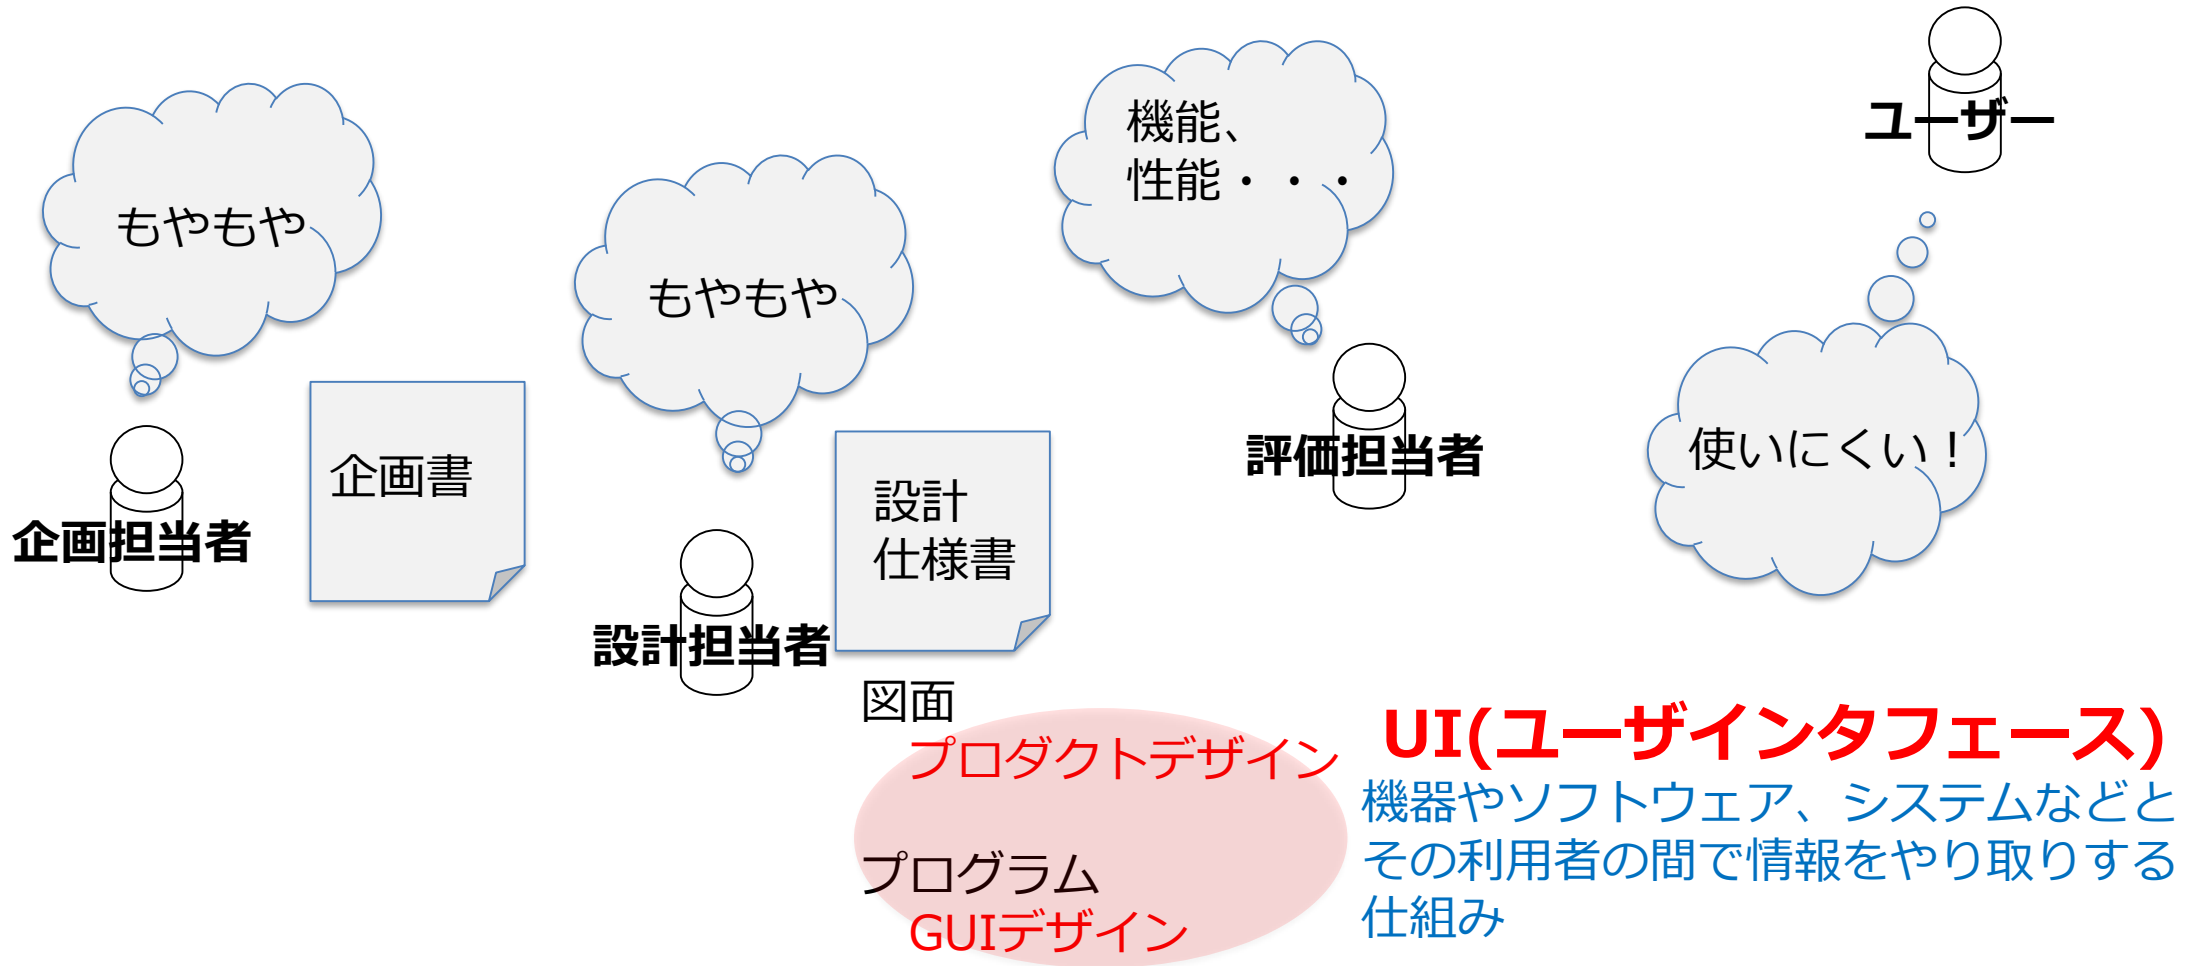 もやもや
企画担当者
企画書
もやもや
設計担当者
設計
仕様書
図面
プロダクトデザイン
プログラム
GUIデザイン
機能、
性能・・・
評価担当者
ユーザー
使いにくい！
UI(ユーザインタフェース)
機器やソフトウェア、システムなどと
その利用者の間で情報をやり取りする
仕組み